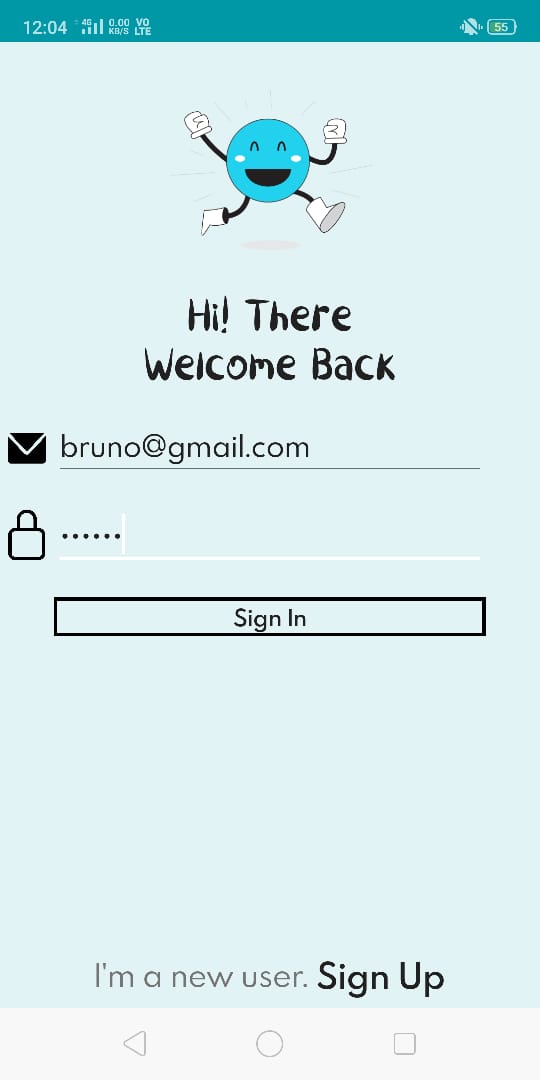 12:04 4G 0.00 KB/S VO LTE 55
Hi! There
Welcome Back
bruno@gmail.com
••••••
Sign In
I'm a new user. Sign Up